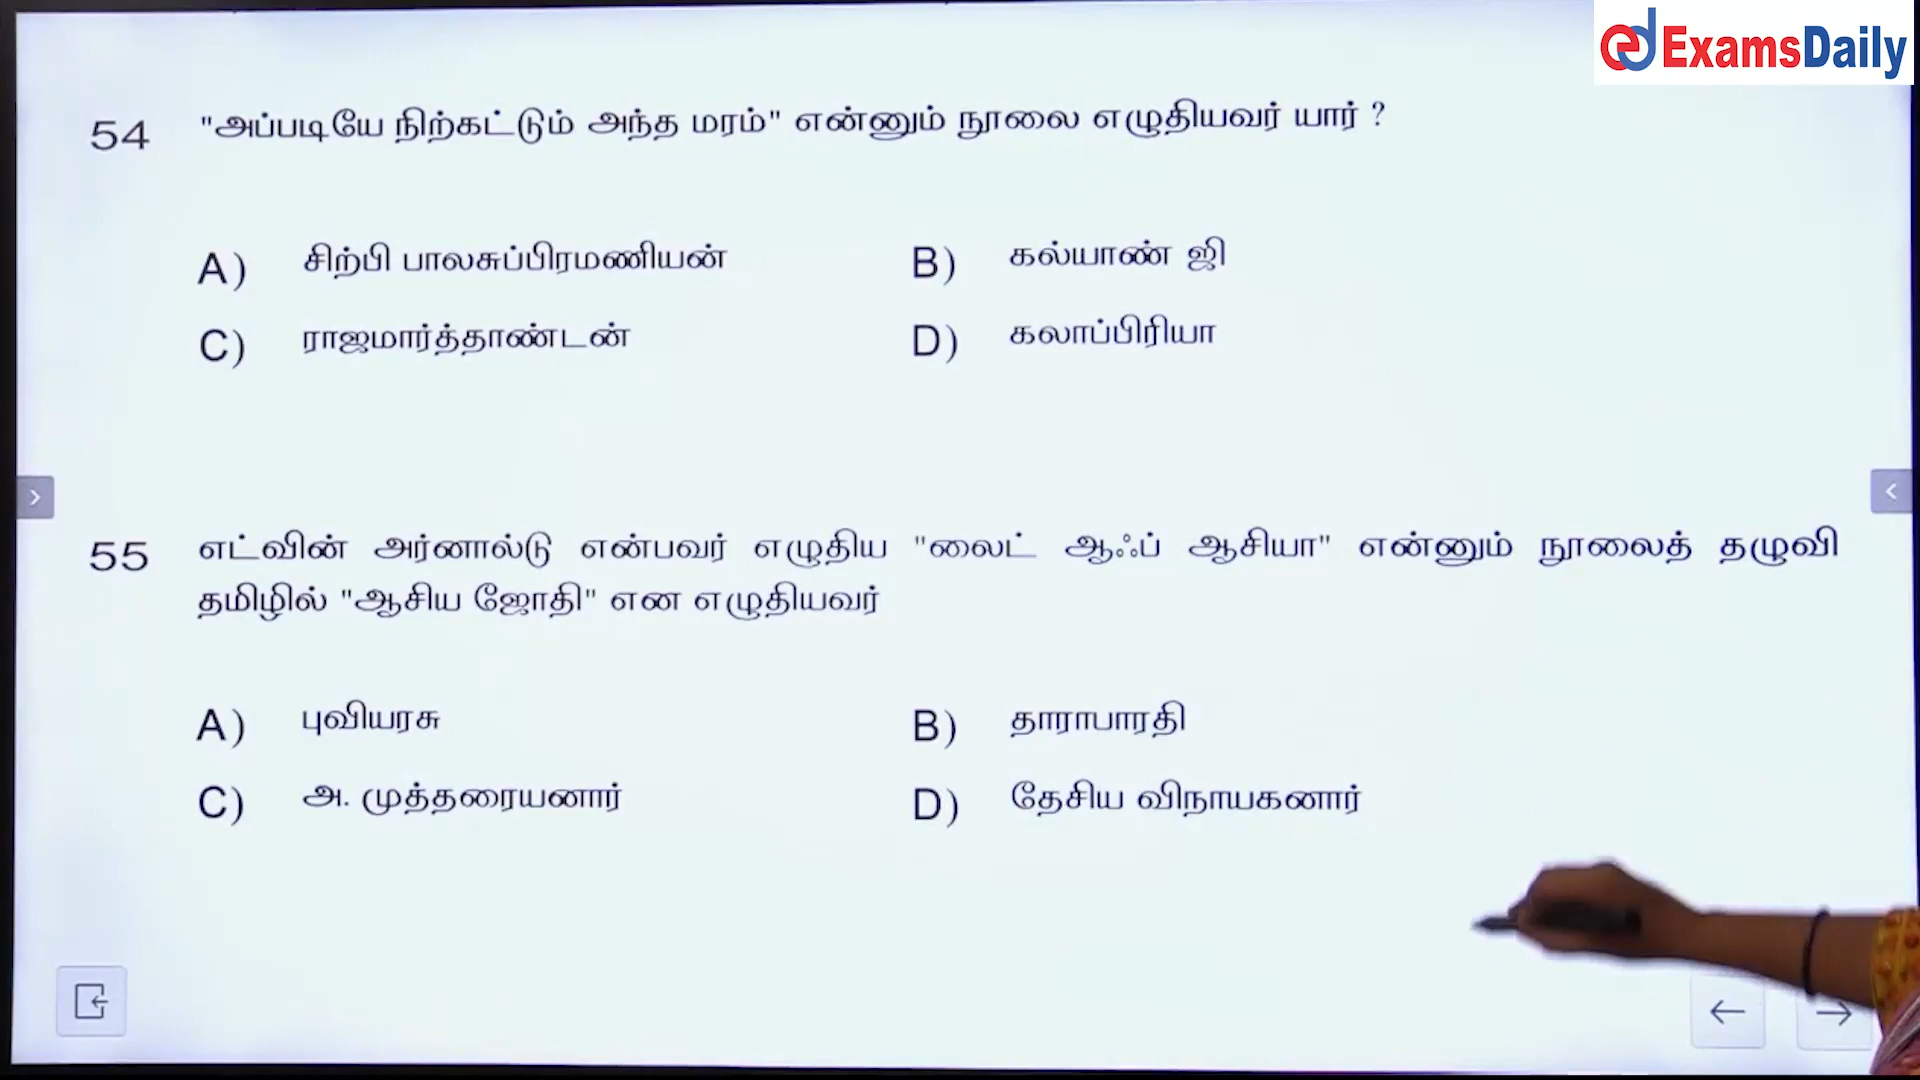 ExamsDaily
54 "அப்படியே நிற்கட்டும் அந்த மரம்" என்னும் நூலை எழுதியவர் யார் ?
A) சிற்பி பாலசுப்பிரமணியன் B) கல்யாண் ஜி
C) ராஜமார்த்தாண்டன் D) கலாப்பிரியா
55 எட்வின் அர்னால்டு என்பவர் எழுதிய "லைட் ஆஃப் ஆசியா" என்னும் நூலைத் தழுவி
தமிழில் "ஆசிய ஜோதி" என எழுதியவர்
A) புவியரசு B) தாராபாரதி
C) அ. முத்தரையனார் D) தேசிய விநாயகனார்